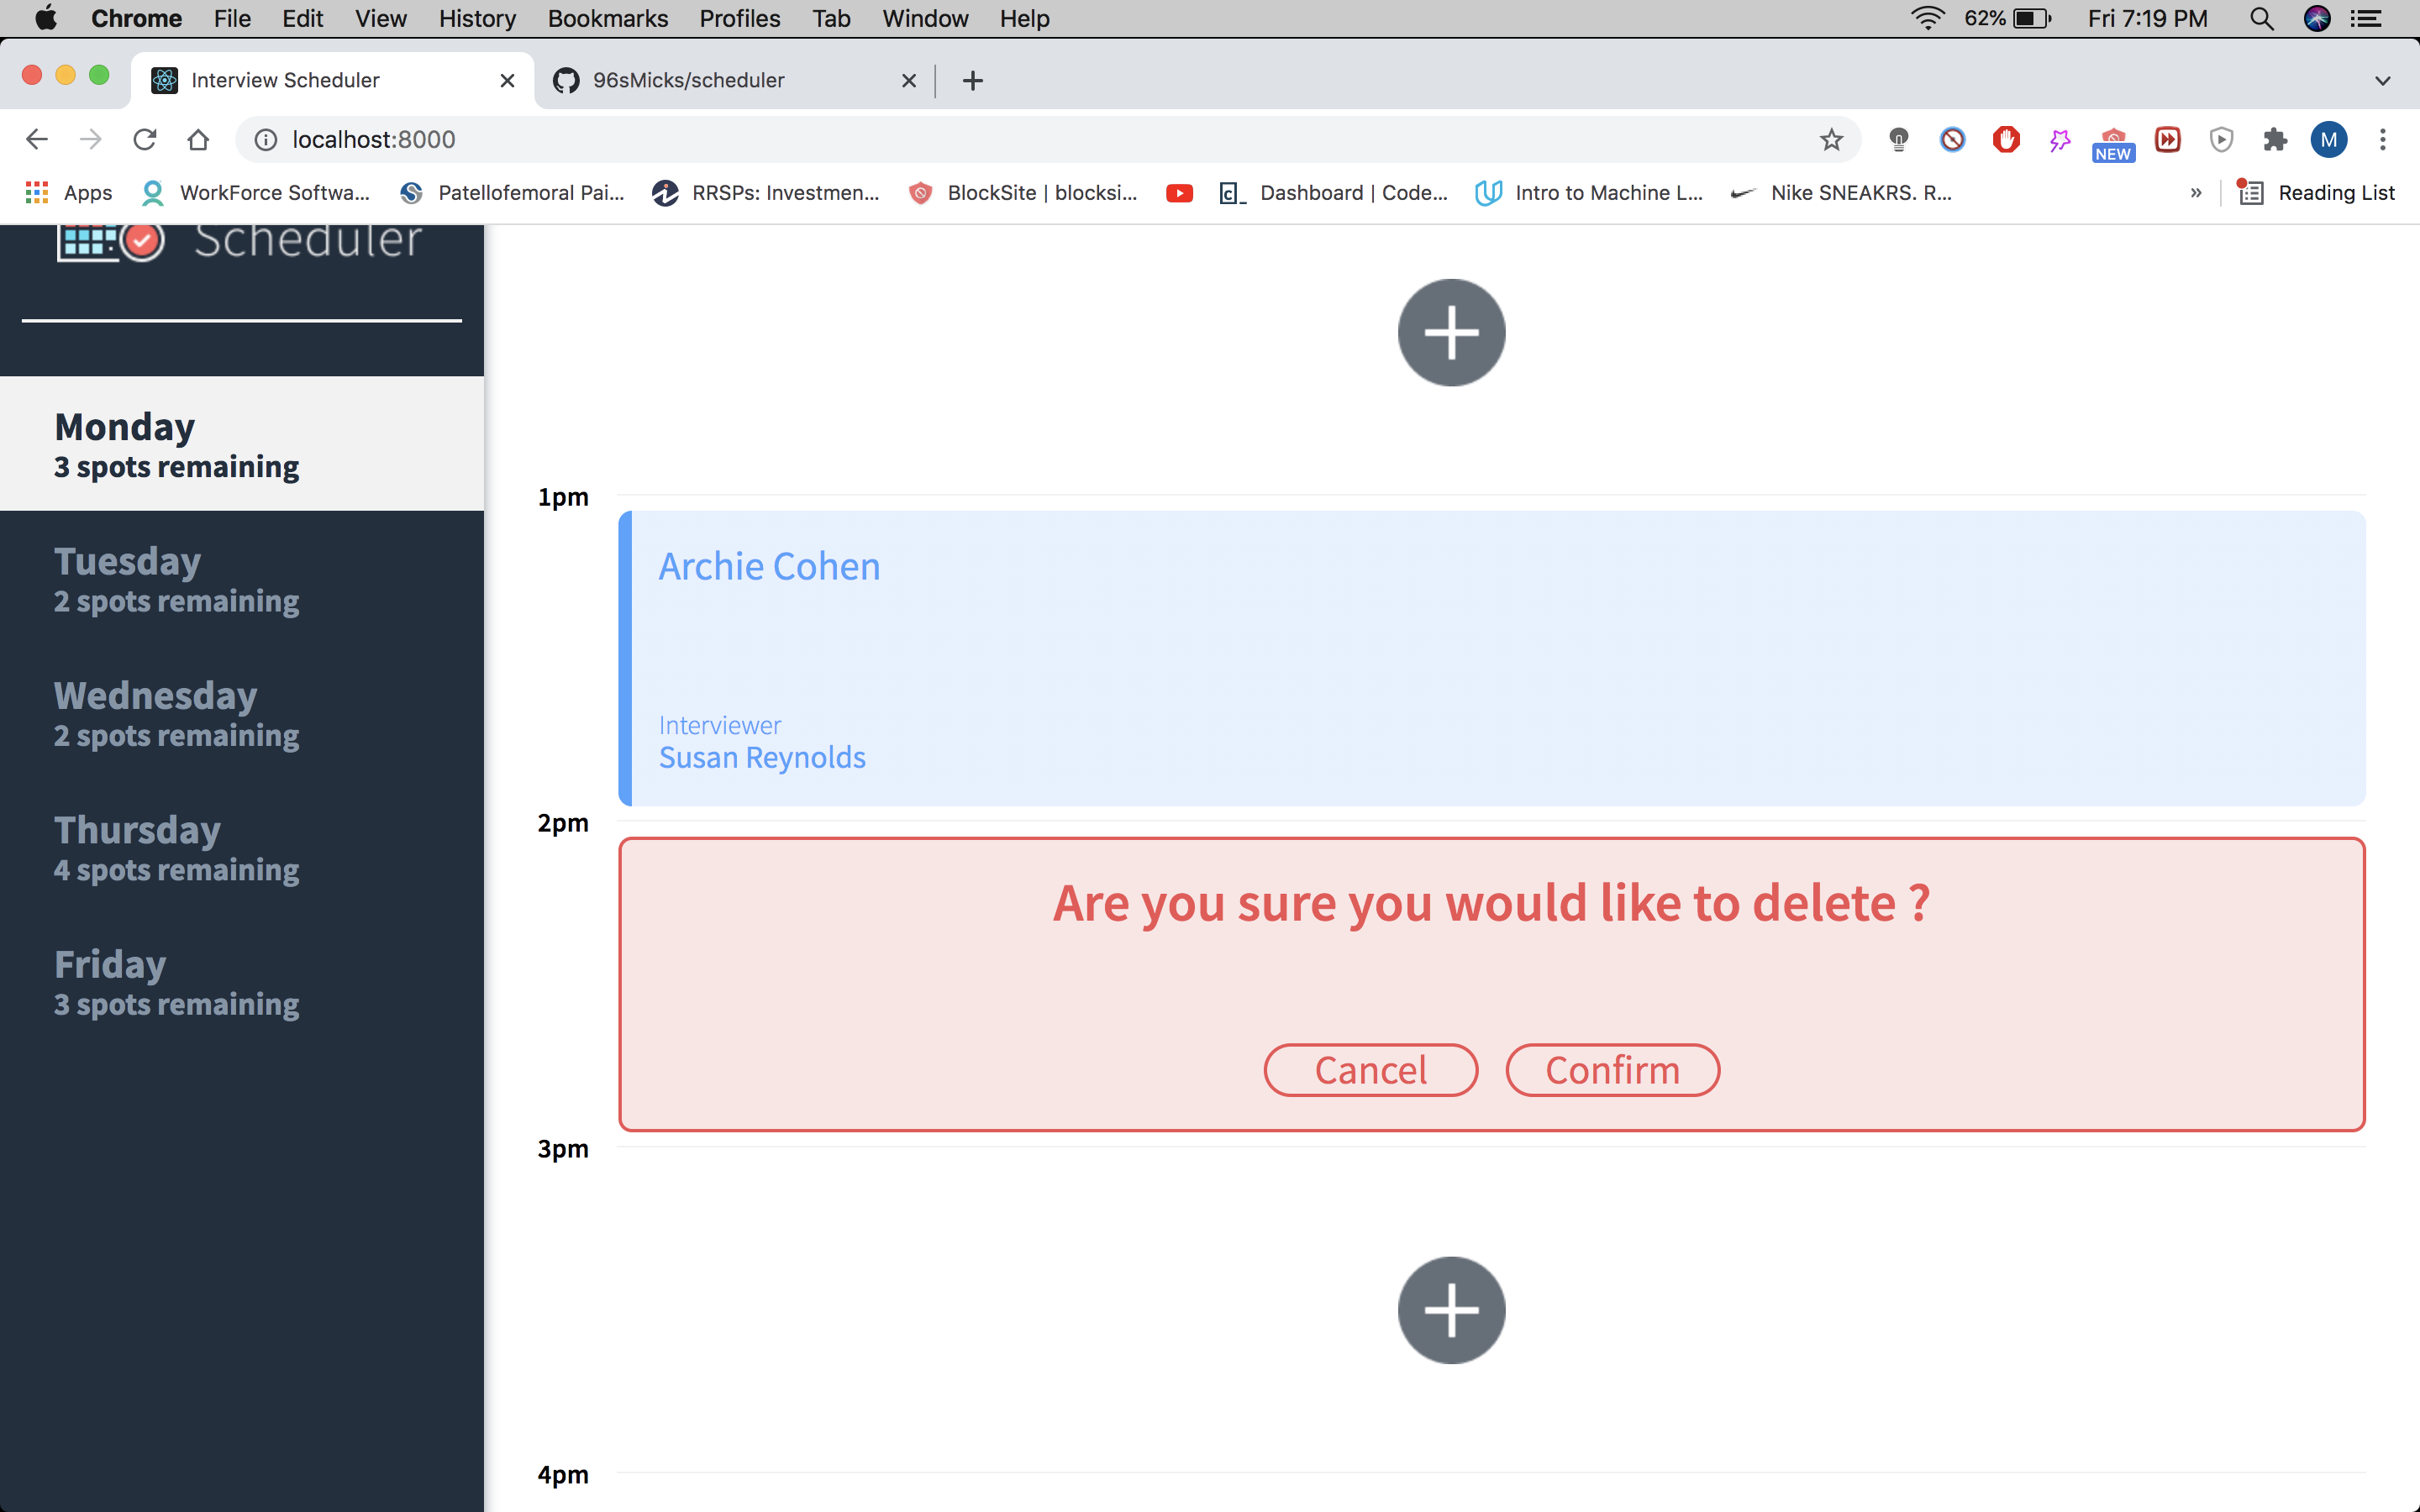 Chrome File Edit View History Bookmarks Profiles Tab Window Help 62% Fri 7:19 PM
Interview Scheduler 96sMicks/scheduler
localhost:8000 NEW M
Apps WorkForce Softwa... Patellofemoral Pai... RRSPs: Investmen... BlockSite | blocksi... Dashboard | Code... Intro to Machine L... Nike SNEAKRS. R... » Reading List
Scheduler
Monday
3 spots remaining
Tuesday
2 spots remaining
Wednesday
2 spots remaining
Thursday
4 spots remaining
Friday
3 spots remaining
1pm
Archie Cohen
Interviewer
Susan Reynolds
2pm
Are you sure you would like to delete ?
Cancel Confirm
3pm
4pm